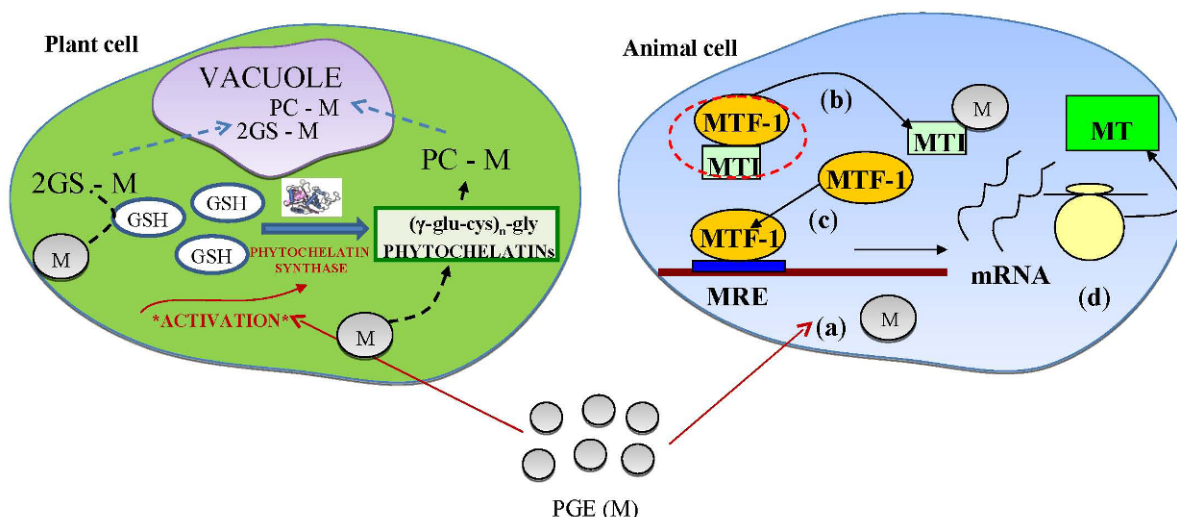 Plant cell
VACUOLE
PC - M
2GS - M
2GS - M
PC - M
GSH
GSH
GSH
M
PHYTOCHELATIN
SYNTHASE
(γ-glu-cys)n-gly
PHYTOCHELATINs
*ACTIVATION*
M
Animal cell
MTF-1
MTI
(b)
M
MTI
MT
MTF-1
(c)
MTF-1
MRE
mRNA
(d)
(a)
M
PGE (M)